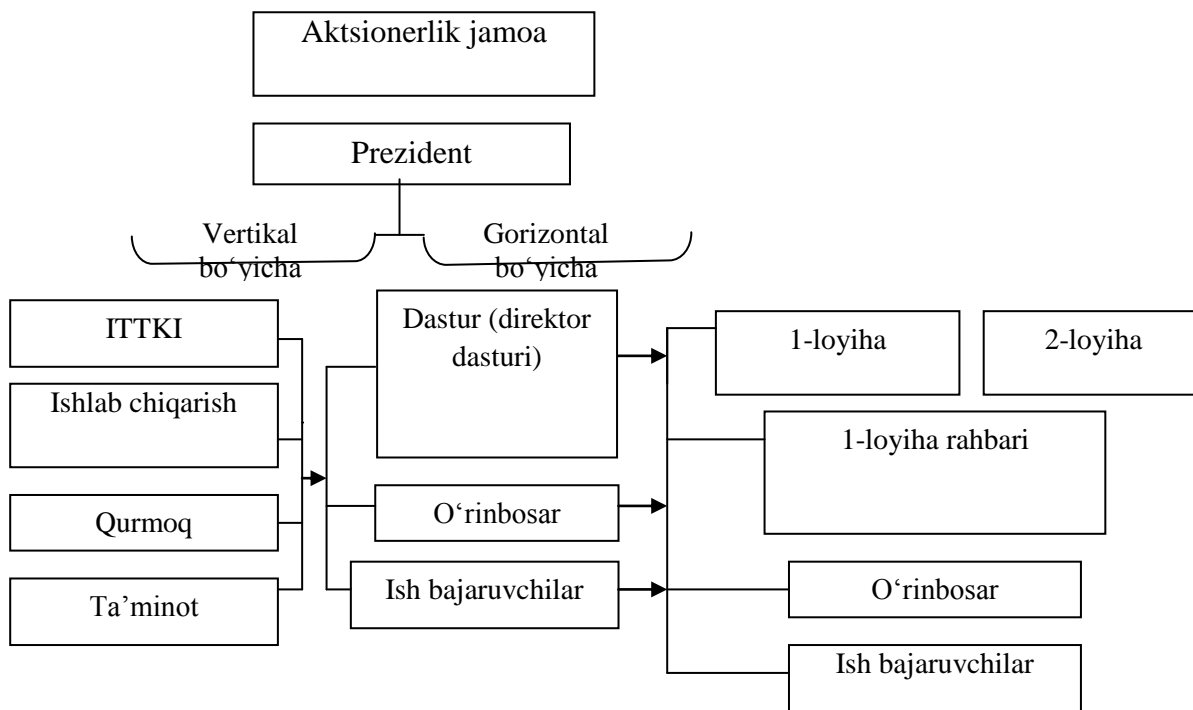 Aktsionerlik jamoa
Prezident
Vertikal
bo‘yicha
Gorizontal
bo‘yicha
ITTKI
Ishlab chiqarish
Qurmoq
Ta’minot
Dastur (direktor
dasturi)
O‘rinbosar
Ish bajaruvchilar
1-loyiha
2-loyiha
1-loyiha rahbari
O‘rinbosar
Ish bajaruvchilar